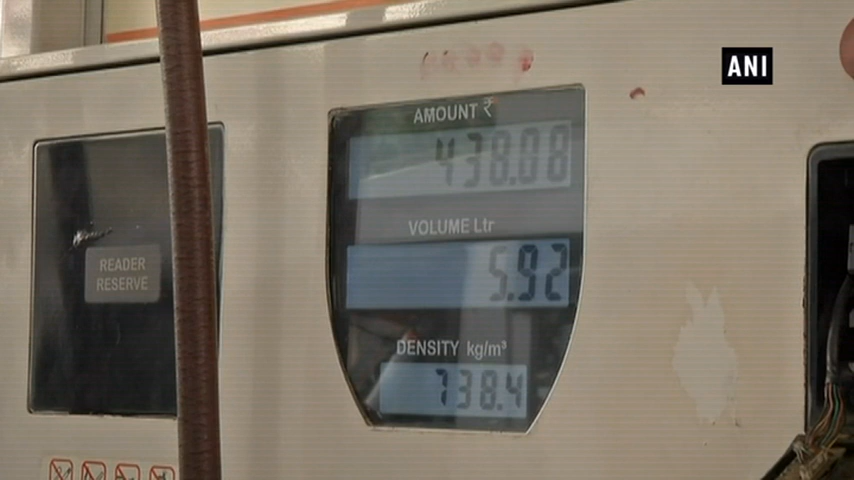 ANI
AMOUNT ₹
438.08
VOLUME Ltr
5.92
READER
RESERVE
DENSITY kg/m³
738.4